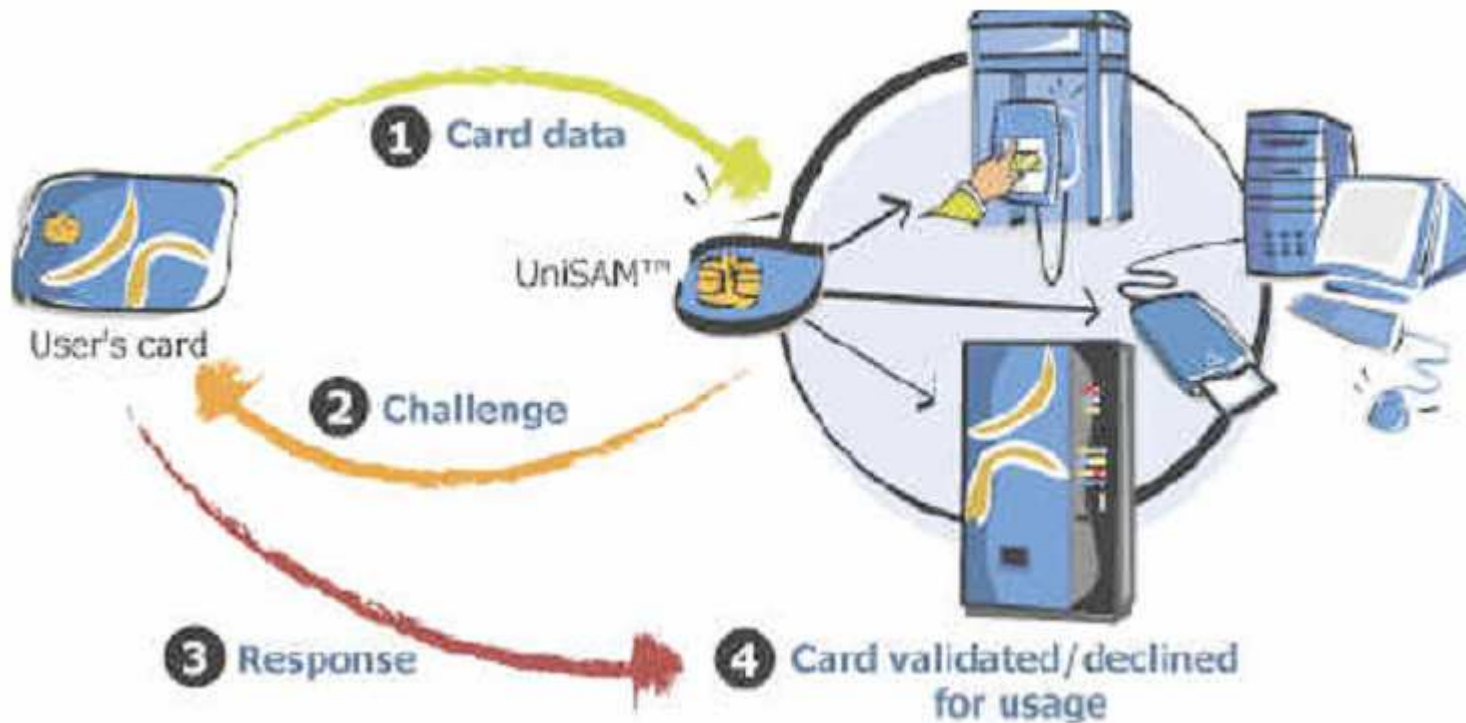 1 Card data
UniSAM™
User's card
2 Challenge
3 Response
4 Card validated/declined
for usage